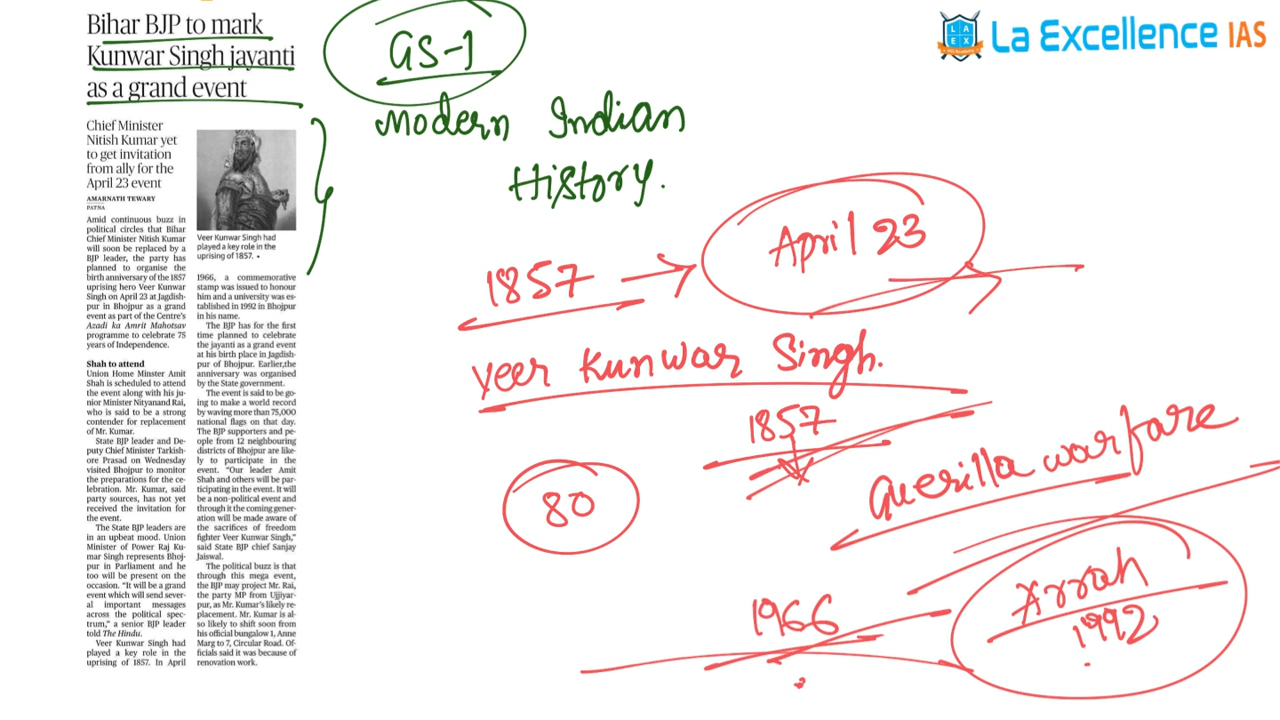 Bihar BJP to mark
Kunwar Singh jayanti
as a grand event
Chief Minister
Nitish Kumar yet
to get invitation
from ally for the
April 23 event
AMARNATH TEWARY
PATNA
Amid continuous buzz in
political circles that Bihar
Chief Minister Nitish Kumar
will soon be replaced by a
BJP leader, the party has
planned to organise the
birth anniversary of the 1857
uprising hero Veer Kunwar
Singh on April 23 at Jagdish-
pur in Bhojpur as a grand
event as part of the Centre's
Azadi ka Amrit Mahotsav
programme to celebrate 75
years of Independence.
Shah to attend
Union Home Minster Amit
Shah is scheduled to attend
the event along with his ju-
nior Minister Nityanand Rai,
who is said to be a strong
contender for replacement
of Mr. Kumar.
State BJP leader and De-
puty Chief Minister Tarkish-
ore Prasad on Wednesday
visited Bhojpur to monitor
the preparations for the ce-
lebration. Mr. Kumar, said
party sources, has not yet
received the invitation for
the event.
The State BJP leaders are
in an upbeat mood. Union
Minister of Power Raj Ku-
mar Singh represents Bhoj-
pur in Parliament and he
too will be present on the
occasion. "It will be a grand
event which will send sever-
al important messages
across the political spec-
trum," a senior BJP leader
told The Hindu.
Veer Kunwar Singh had
played a key role in the
uprising of 1857. In April
Veer Kunwar Singh had
played a key role in the
uprising of 1857. •
1966, a commemorative
stamp was issued to honour
him and a university was es-
tablished in 1992 in Bhojpur
in his name.
The BJP has for the first
time planned to celebrate
the jayanti as a grand event
at his birth place in Jagdish-
pur of Bhojpur. Earlier,the
anniversary was organised
by the State government.
The event is said to be go-
ing to make a world record
by waving more than 75,000
national flags on that day.
The BJP supporters and pe-
ople from 12 neighbouring
districts of Bhojpur are like-
ly to participate in the
event. "Our leader Amit
Shah and others will be par-
ticipating in the event. It will
be a non-political event and
through it the coming gener-
ation will be made aware of
the sacrifices of freedom
fighter Veer Kunwar Singh,"
said State BJP chief Sanjay
Jaiswal.
The political buzz is that
through this mega event,
the BJP may project Mr. Rai,
the party MP from Ujjiyar-
pur, as Mr. Kumar's likely re-
placement. Mr. Kumar is al-
so likely to shift soon from
his official bungalow 1, Anne
Marg to 7, Circular Road. Of-
ficials said it was because of
renovation work.
GS-1
Modern Indian
History.
La Excellence IAS
LA
EX
1857 → April 23
Veer Kunwar Singh.
1857
80
Guerilla warfare
1966
Arrah
1992